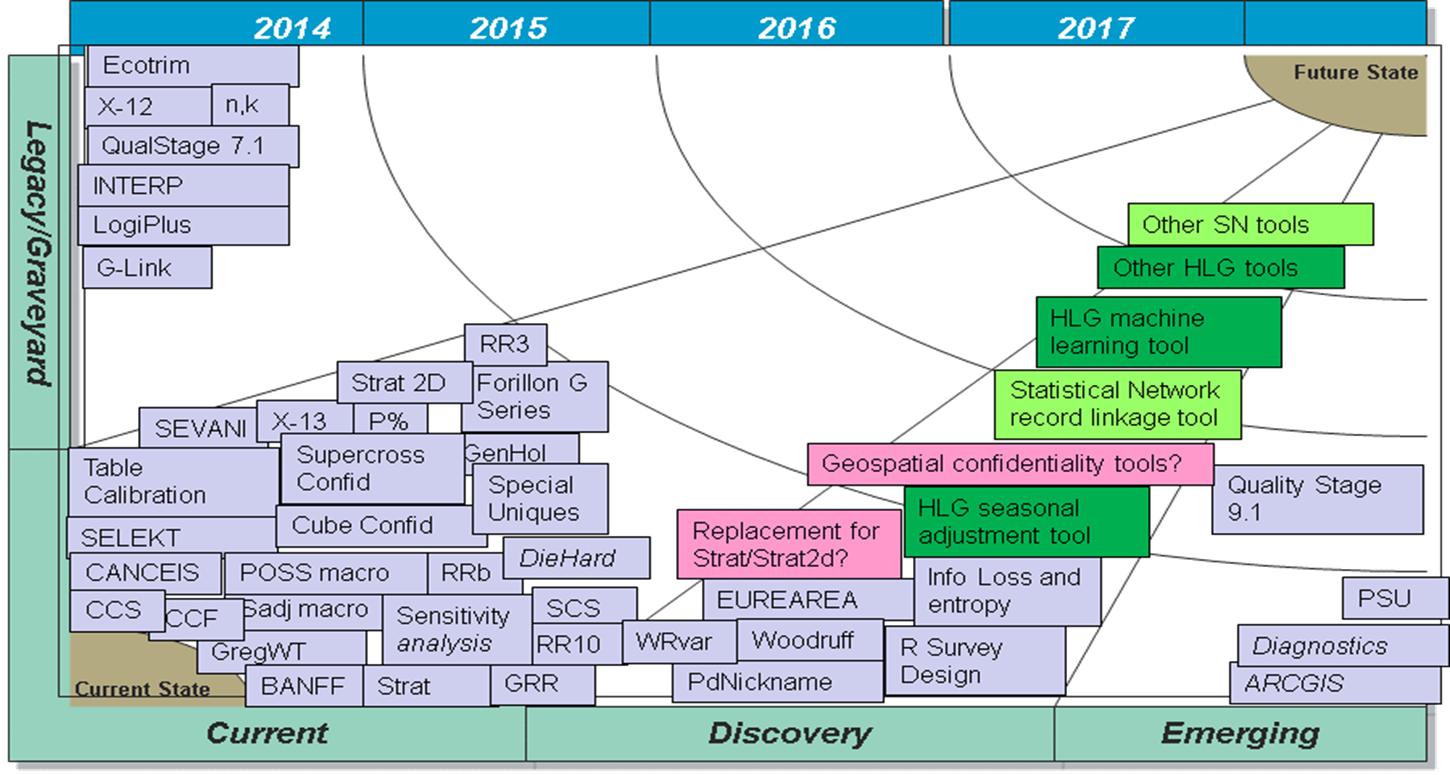 2014
2015
2016
2017
Legacy/Graveyard
Ecotrim
X-12
n,k
QualStage 7.1
INTERP
LogiPlus
G-Link
Future State
Other SN tools
Other HLG tools
HLG machine
learning tool
Statistical Network
record linkage tool
Geospatial confidentiality tools?
HLG seasonal
adjustment tool
Quality Stage
9.1
Replacement for
Strat/Strat2d?
RR3
Strat 2D
Forillon G
Series
SEVANI
X-13
P%
GenHol
Supercross
Confid
Table
Calibration
Special
Uniques
Cube Confid
SELEKT
DieHard
CANCEIS
POSS macro
RRb
CCS
CCF
Sadj macro
Sensitivity
analysis
SCS
RR10
GregWT
BANFF
Strat
GRR
Info Loss and
entropy
EUREAREA
WRvar
Woodruff
PdNickname
R Survey
Design
PSU
Diagnostics
ARCGIS
Current State
Current
Discovery
Emerging